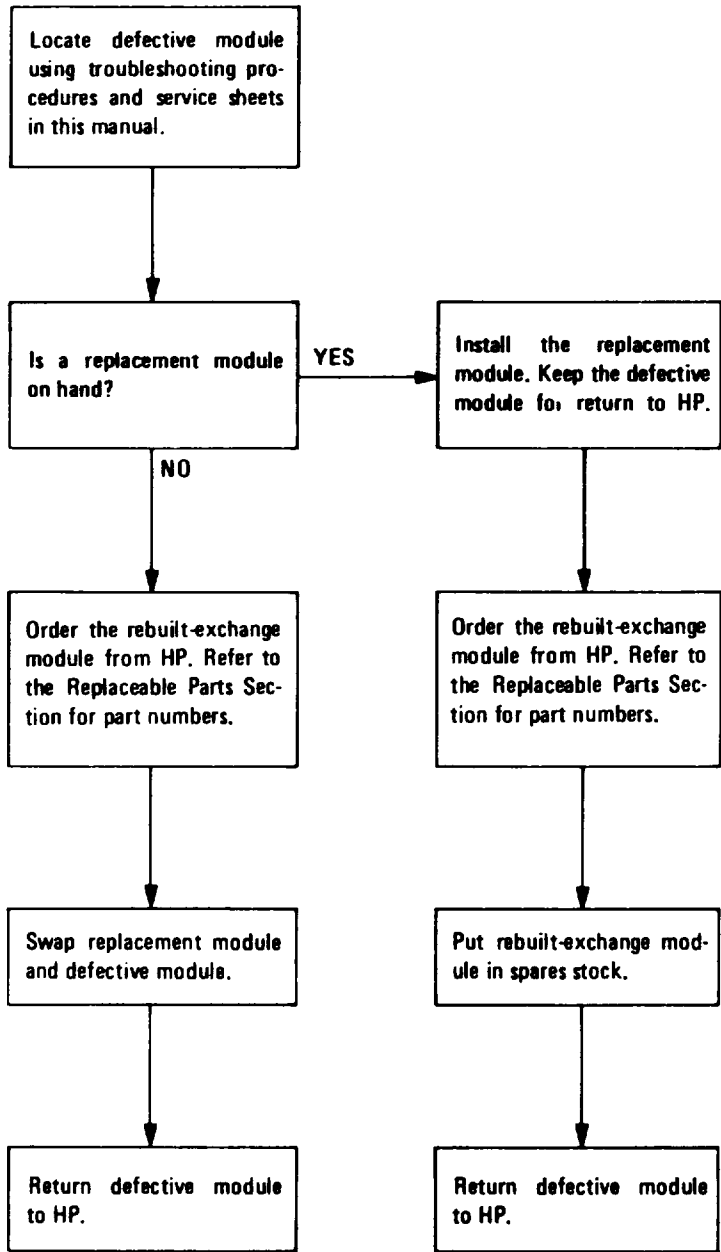 Locate defective module
using troubleshooting pro-
cedures and service sheets
in this manual.
Is a replacement module
on hand?
YES
Install the replacement
module. Keep the defective
module for return to HP.
NO
Order the rebuilt-exchange
module from HP. Refer to
the Replaceable Parts Sec-
tion for part numbers.
Order the rebuilt-exchange
module from HP. Refer to
the Replaceable Parts Sec-
tion for part numbers.
Swap replacement module
and defective module.
Put rebuilt-exchange mod-
ule in spares stock.
Return defective module
to HP.
Return defective module
to HP.